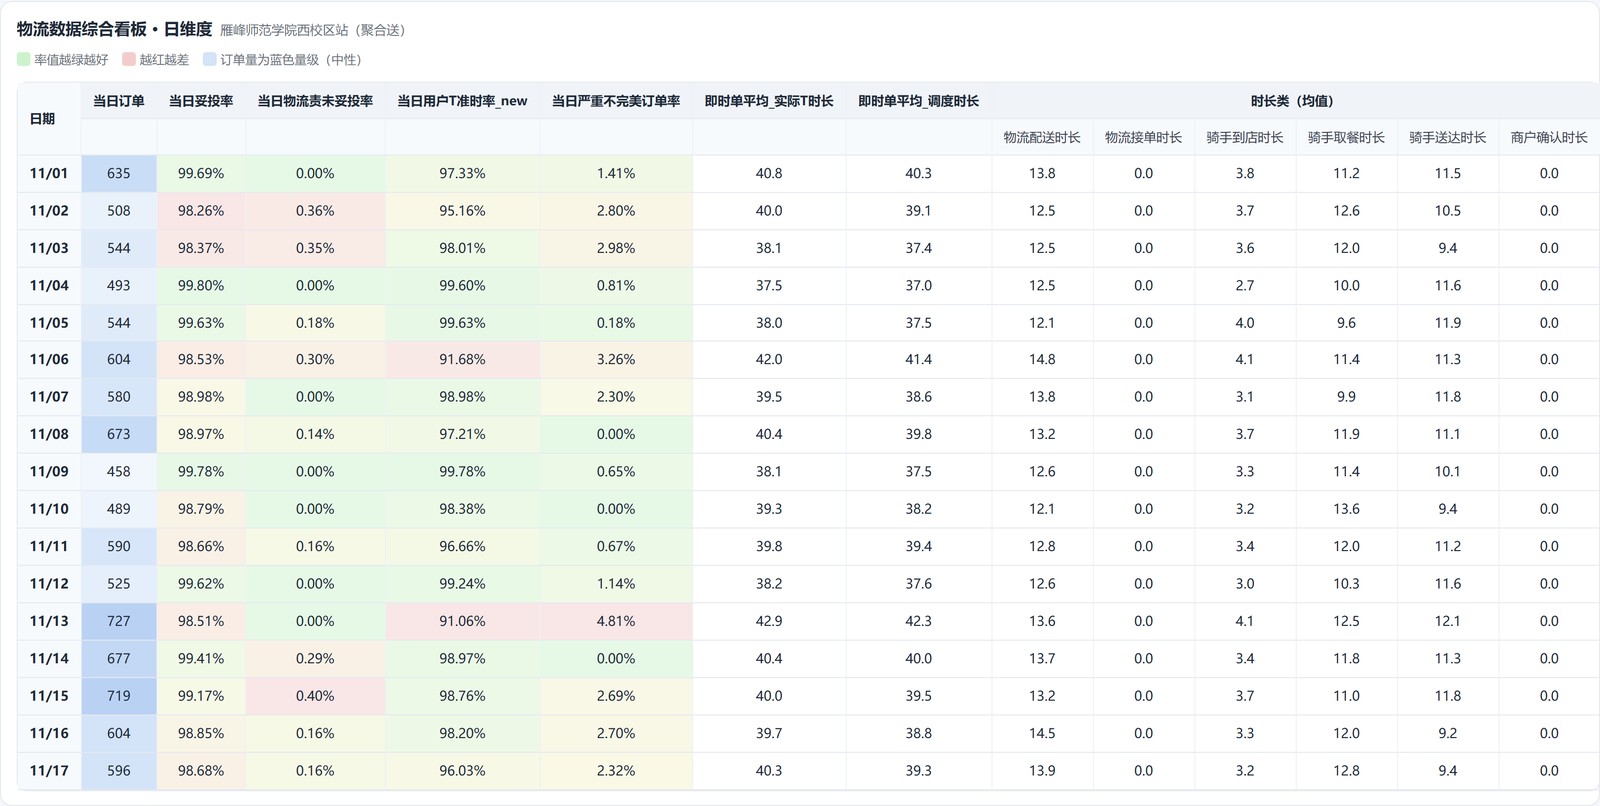 物流数据综合看板 • 日维度 雁峰师范学院西校区站（聚合送）
率值越绿越好 越红越差 订单量为蓝色量级（中性）
日期 当日订单 当日妥投率 当日物流责未妥投率 当日用户T准时率_new 当日严重不完美订单率 即时单平均_实际T时长 即时单平均_调度时长 时长类（均值）
物流配送时长 物流接单时长 骑手到店时长 骑手取餐时长 骑手送达时长 商户确认时长
11/01 635 99.69% 0.00% 97.33% 1.41% 40.8 40.3 13.8 0.0 3.8 11.2 11.5 0.0
11/02 508 98.26% 0.36% 95.16% 2.80% 40.0 39.1 12.5 0.0 3.7 12.6 10.5 0.0
11/03 544 98.37% 0.35% 98.01% 2.98% 38.1 37.4 12.5 0.0 3.6 12.0 9.4 0.0
11/04 493 99.80% 0.00% 99.60% 0.81% 37.5 37.0 12.5 0.0 2.7 10.0 11.6 0.0
11/05 544 99.63% 0.18% 99.63% 0.18% 38.0 37.5 12.1 0.0 4.0 9.6 11.9 0.0
11/06 604 98.53% 0.30% 91.68% 3.26% 42.0 41.4 14.8 0.0 4.1 11.4 11.3 0.0
11/07 580 98.98% 0.00% 98.98% 2.30% 39.5 38.6 13.8 0.0 3.1 9.9 11.8 0.0
11/08 673 98.97% 0.14% 97.21% 0.00% 40.4 39.8 13.2 0.0 3.7 11.9 11.1 0.0
11/09 458 99.78% 0.00% 99.78% 0.65% 38.1 37.5 12.6 0.0 3.3 11.4 10.1 0.0
11/10 489 98.79% 0.00% 98.38% 0.00% 39.3 38.2 12.1 0.0 3.2 13.6 9.4 0.0
11/11 590 98.66% 0.16% 96.66% 0.67% 39.8 39.4 12.8 0.0 3.4 12.0 11.2 0.0
11/12 525 99.62% 0.00% 99.24% 1.14% 38.2 37.6 12.6 0.0 3.0 10.3 11.6 0.0
11/13 727 98.51% 0.00% 91.06% 4.81% 42.9 42.3 13.6 0.0 4.1 12.5 12.1 0.0
11/14 677 99.41% 0.29% 98.97% 0.00% 40.4 40.0 13.7 0.0 3.4 11.8 11.3 0.0
11/15 719 99.17% 0.40% 98.76% 2.69% 40.0 39.5 13.2 0.0 3.7 11.0 11.8 0.0
11/16 604 98.85% 0.16% 98.20% 2.70% 39.7 38.8 14.5 0.0 3.3 12.0 9.2 0.0
11/17 596 98.68% 0.16% 96.03% 2.32% 40.3 39.3 13.9 0.0 3.2 12.8 9.4 0.0